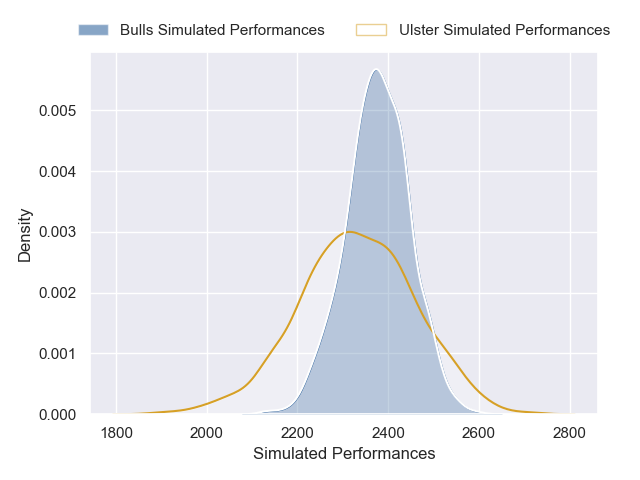 Bulls Simulated Performances Ulster Simulated Performances
0.005
0.004
0.003
0.002
0.001
0.000
Density
1800 2000 2200 2400 2600 2800
Simulated Performances